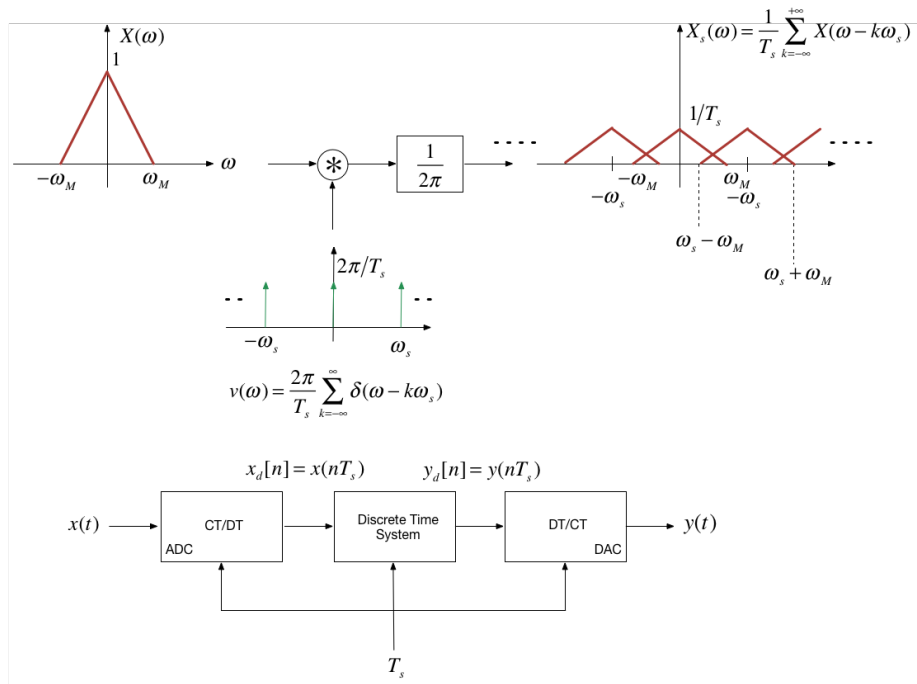 X(ω)
1
−ω_M
ω_M
ω
*
1/2π
X_s(ω) = 1/T_s ∑_{k=−∞}^{+∞} X(ω − kω_s)
1/T_s
−ω_M
−ω_s
ω_M
−ω_s
ω_s − ω_M
ω_s + ω_M
2π/T_s
−ω_s
ω_s
v(ω) = 2π/T_s ∑_{k=−∞}^{∞} δ(ω − kω_s)
x_d[n] = x(nT_s)
y_d[n] = y(nT_s)
x(t)
CT/DT
ADC
Discrete Time
System
DT/CT
DAC
y(t)
T_s